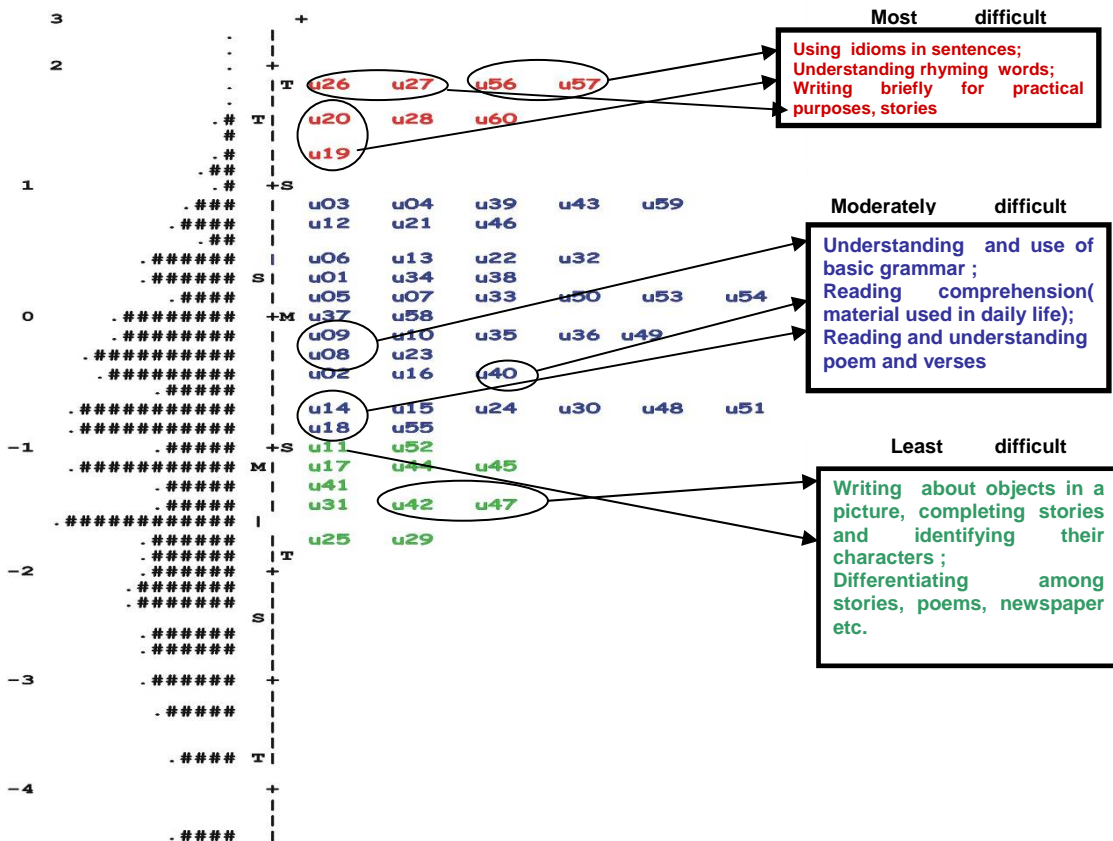 3 +
. |
. |
2 . +
. |T u26 u27 u56 u57
. |
.# T| u20 u28 u60
# |
.# | u19
.## |
1 .# +S
.### | u03 u04 u39 u43 u59
.#### | u12 u21 u46
.## |
.###### | u06 u13 u22 u32
.###### S| u01 u34 u38
.#### | u05 u07 u33 u50 u53 u54
0 .######## +M u37 u58
.######### | u09 u10 u35 u36 u49
.########### | u08 u23
.######### | u02 u16 u40
.##### |
.############ | u14 u15 u24 u30 u48 u51
.############ | u18 u55
-1 .##### +S u11 u52
.############ M| u17 u44 u45
.##### | u41
.##### | u31 u42 u47
.############# |
.###### | u25 u29
.###### |T
-2 .###### +
.####### |
.####### |
S|
.###### |
.###### |
-3 .###### +
.##### |
.#### T|
-4 +
.#### |
Most difficult
Using idioms in sentences;
Understanding rhyming words;
Writing briefly for practical
purposes, stories
Moderately difficult
Understanding and use of
basic grammar ;
Reading comprehension(
material used in daily life);
Reading and understanding
poem and verses
Least difficult
Writing about objects in a
picture, completing stories
and identifying their
characters ;
Differentiating among
stories, poems, newspaper
etc.